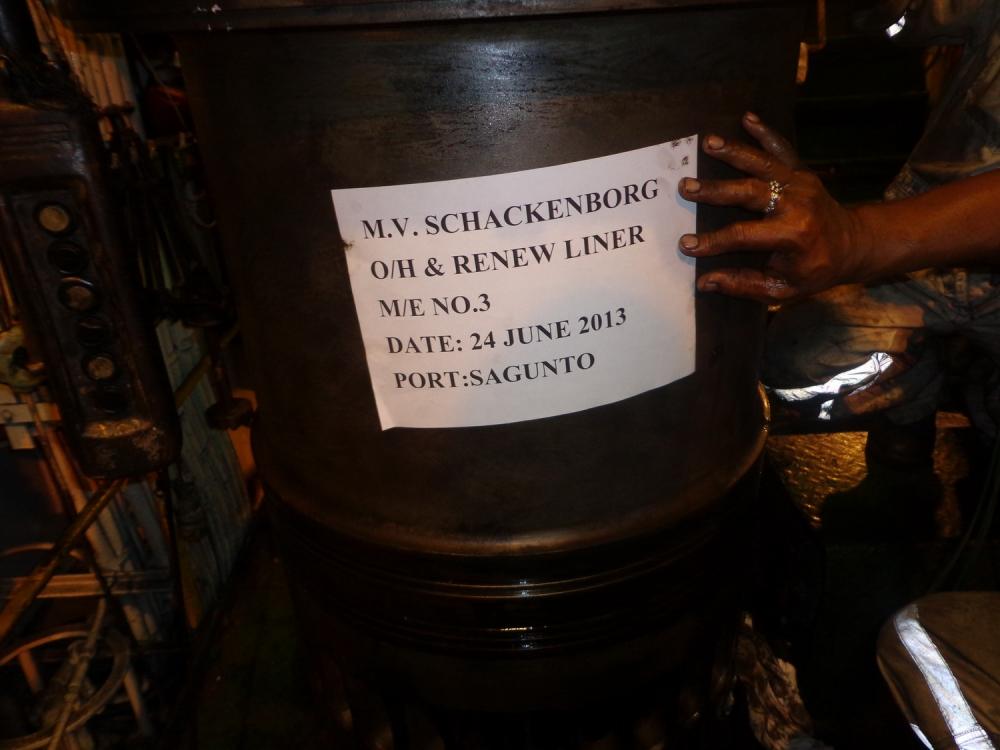 M.V. SCHACKENBORG
O/H & RENEW LINER
M/E NO.3
DATE: 24 JUNE 2013
PORT:SAGUNTO